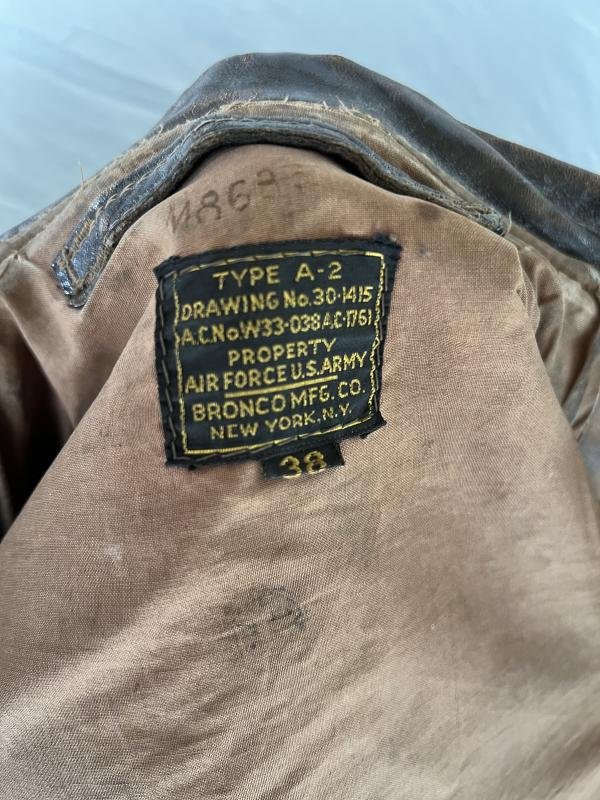 TYPE A-2
DRAWING No. 30-1415
A.C. No. W33-038 A.C-1761
PROPERTY
AIR FORCE U.S. ARMY
BRONCO MFG. CO.
NEW YORK, N.Y.
38